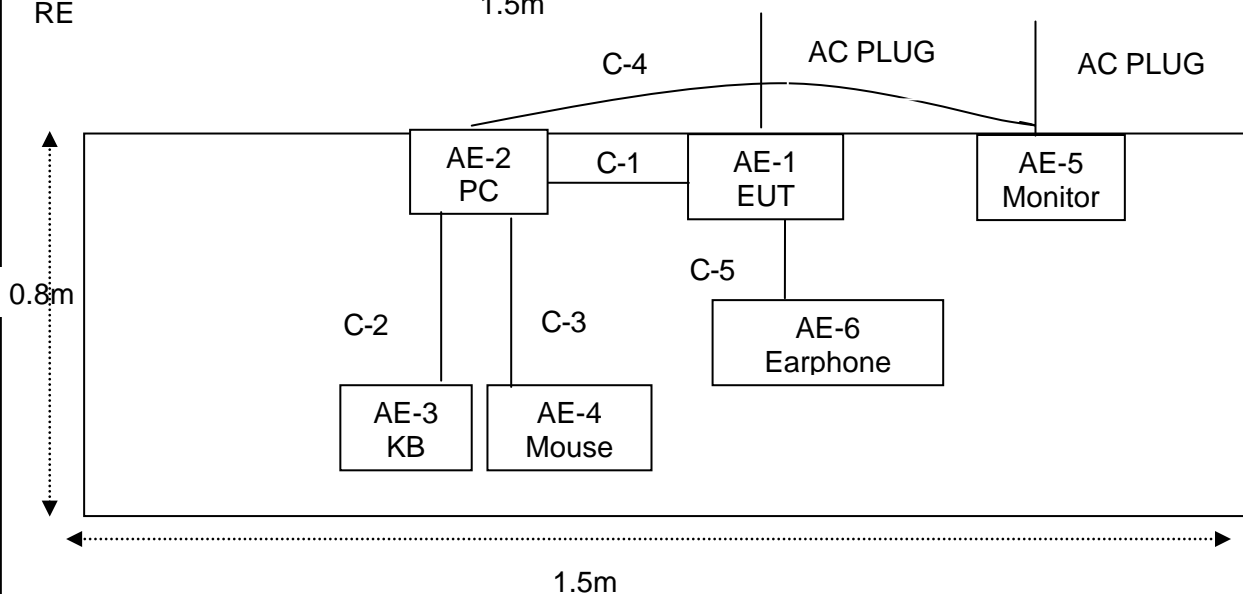 RE
1.5m
C-4
AC PLUG
AC PLUG
AE-2
PC
C-1
AE-1
EUT
AE-5
Monitor
C-5
0.8m
C-2
C-3
AE-6
Earphone
AE-3
KB
AE-4
Mouse
1.5m